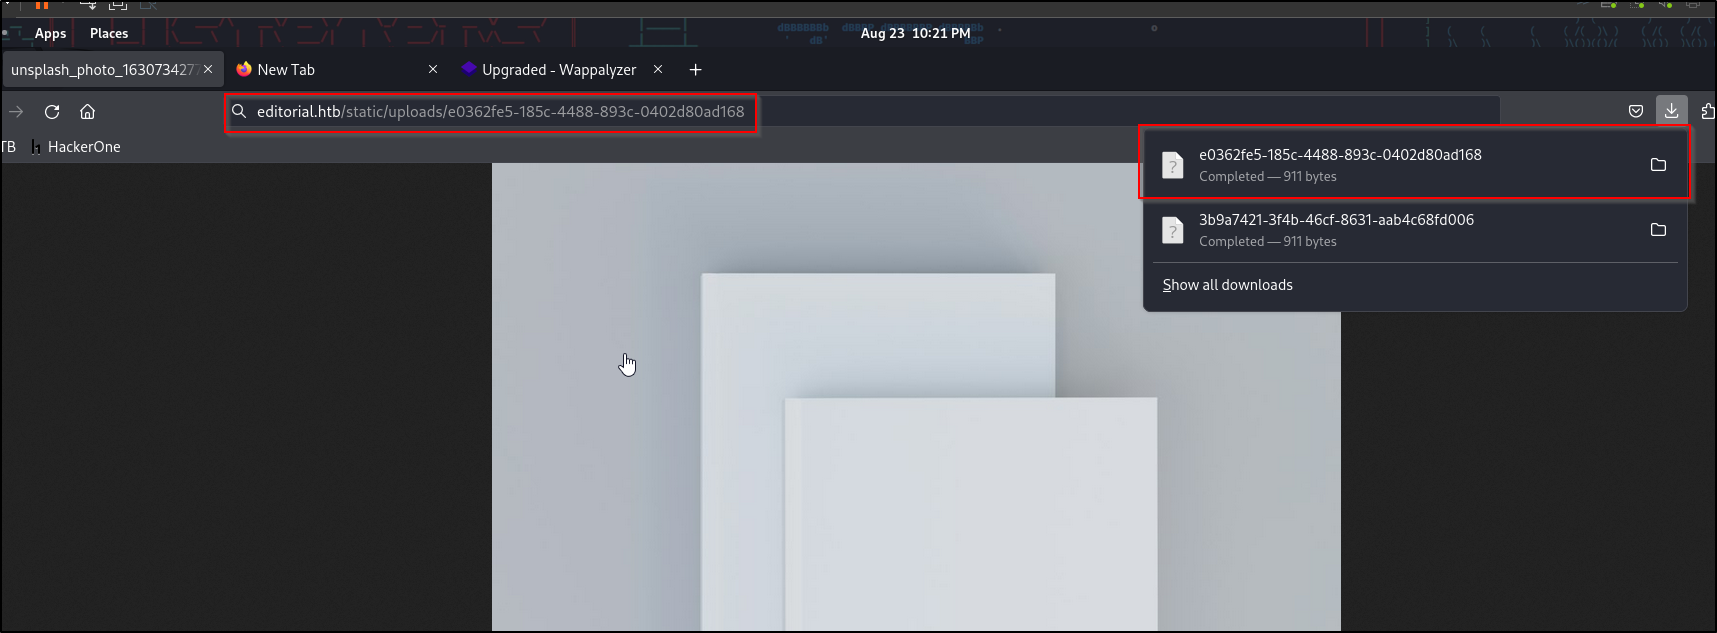 Apps Places Aug 23 10:21 PM
unsplash_photo_1630734277 New Tab Upgraded - Wappalyzer
editorial.htb/static/uploads/e0362fe5-185c-4488-893c-0402d80ad168
TB HackerOne
e0362fe5-185c-4488-893c-0402d80ad168
Completed — 911 bytes
3b9a7421-3f4b-46cf-8631-aab4c68fd006
Completed — 911 bytes
Show all downloads